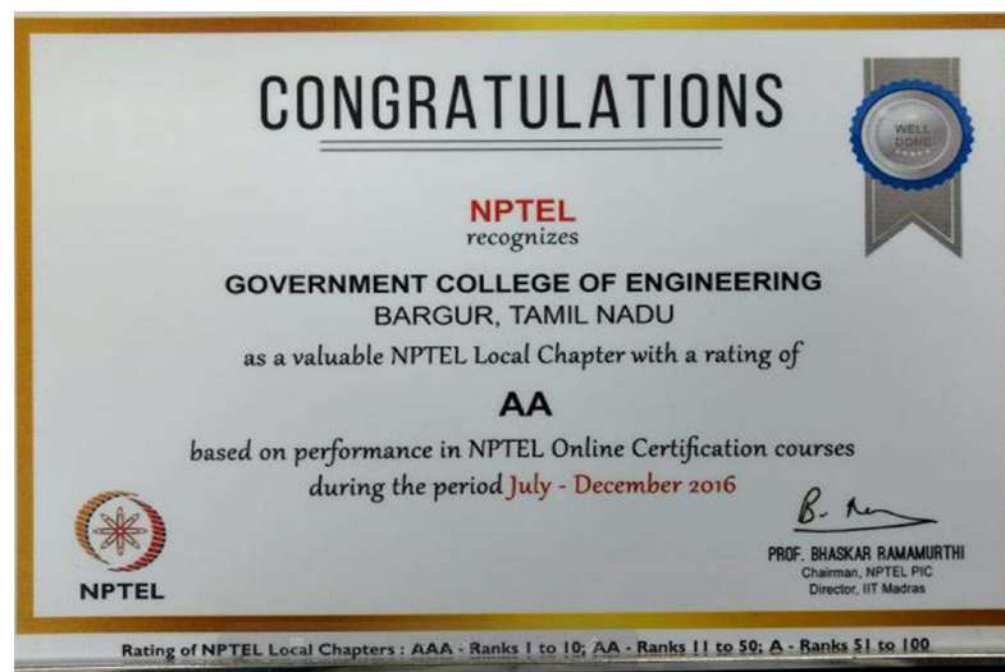 CONGRATULATIONS
WELL
DONE
NPTEL
recognizes
GOVERNMENT COLLEGE OF ENGINEERING
BARGUR, TAMIL NADU
as a valuable NPTEL Local Chapter with a rating of
AA
based on performance in NPTEL Online Certification courses
during the period July - December 2016
B. Ram
PROF. BHASKAR RAMAMURTHI
Chairman, NPTEL PIC
Director, IIT Madras
NPTEL
Rating of NPTEL Local Chapters : AAA - Ranks 1 to 10; AA - Ranks 11 to 50; A - Ranks 51 to 100